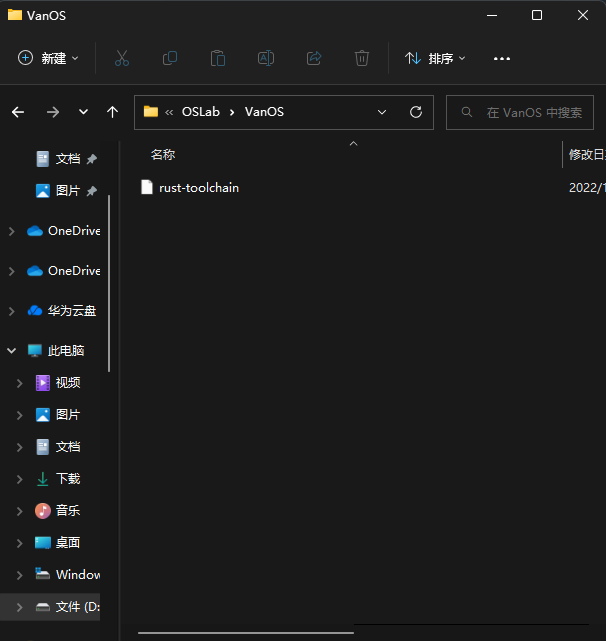 VanOS
新建
排序
OSLab VanOS
在 VanOS 中搜索
名称
修改日
rust-toolchain
2022/1
文档
图片
OneDrive
OneDrive
华为云盘
此电脑
视频
图片
文档
下载
音乐
桌面
Window
文件 (D: